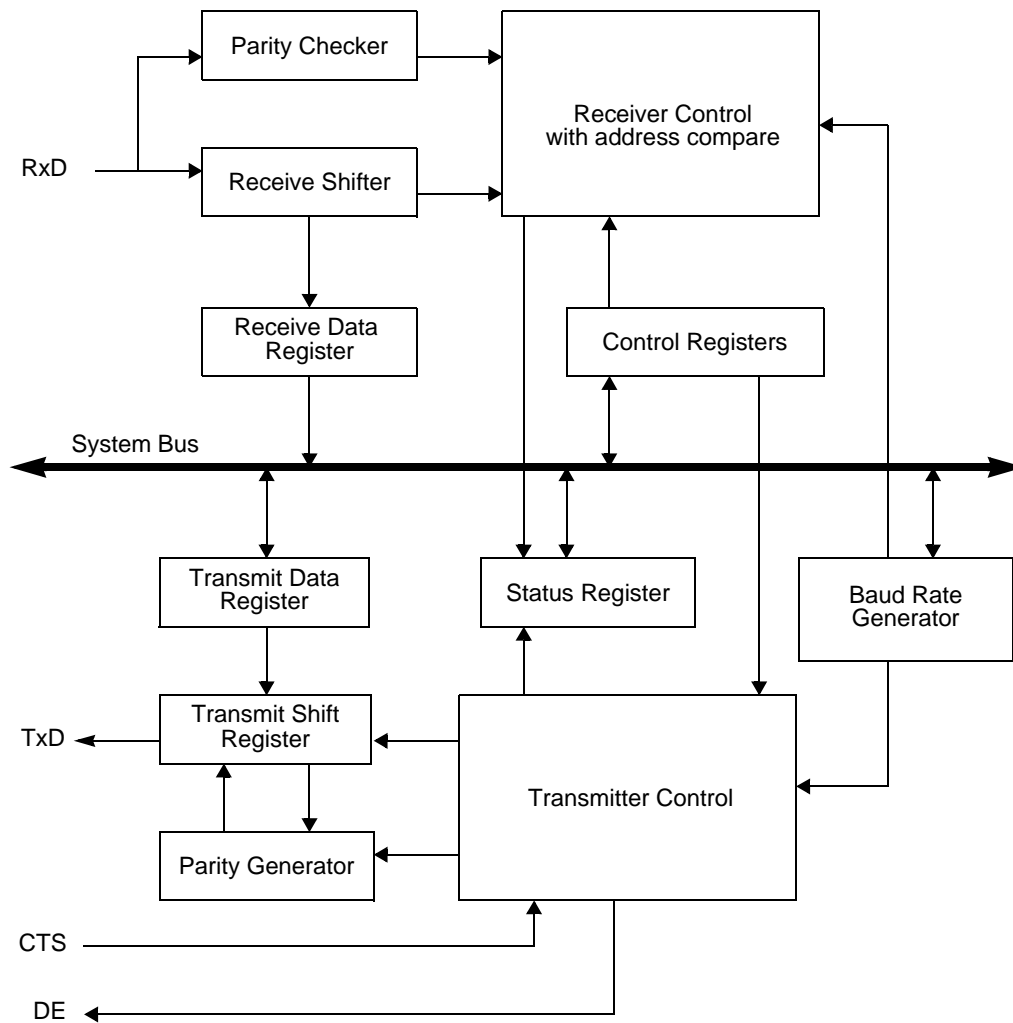 Parity Checker
Receiver Control
with address compare
RxD
Receive Shifter
Receive Data
Register
Control Registers
System Bus
Transmit Data
Register
Status Register
Baud Rate
Generator
TxD
Transmit Shift
Register
Transmitter Control
Parity Generator
CTS
DE